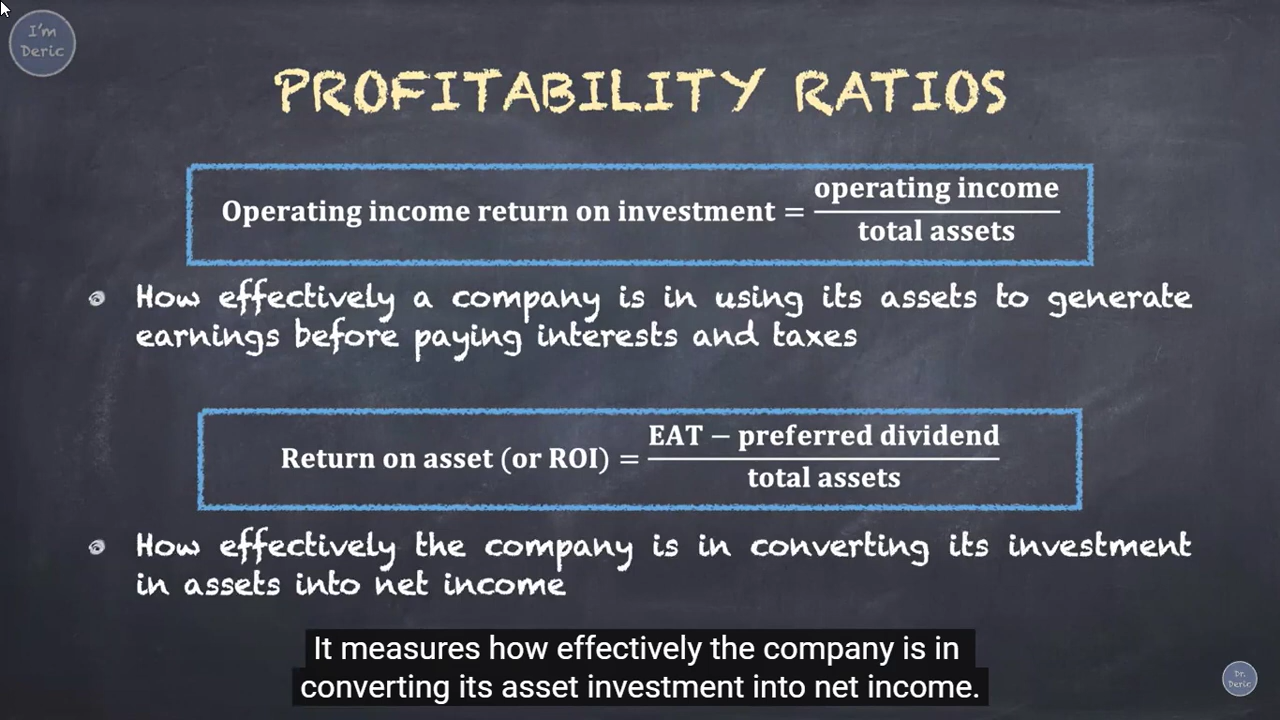 I'm
Deric
PROFITABILITY RATIOS
Operating income return on investment = operating income / total assets
How effectively a company is in using its assets to generate
earnings before paying interests and taxes
Return on asset (or ROI) = EAT − preferred dividend / total assets
How effectively the company is in converting its investment
in assets into net income
It measures how effectively the company is in
converting its asset investment into net income.
Dr.
Deric